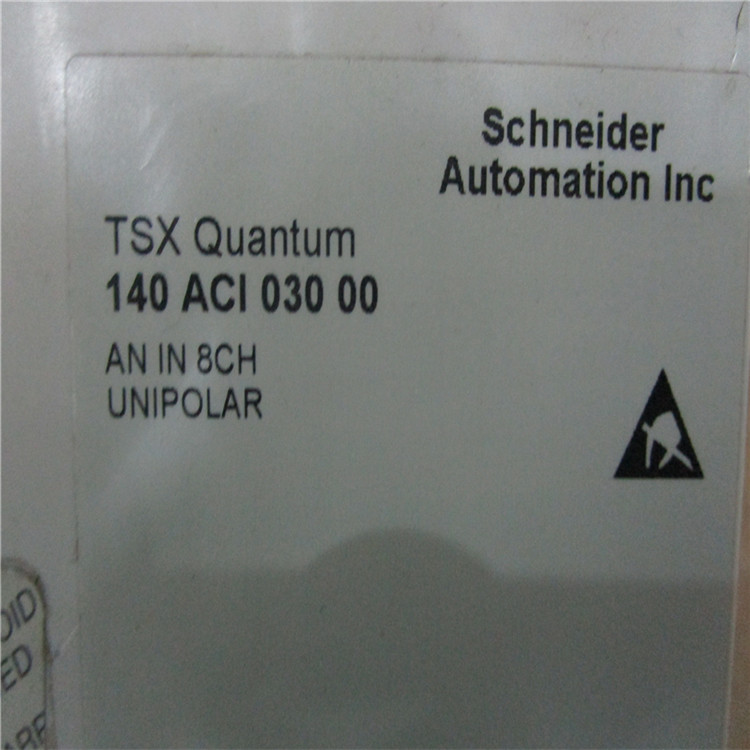 Schneider
Automation Inc
TSX Quantum
140 ACI 030 00
AN IN 8CH
UNIPOLAR